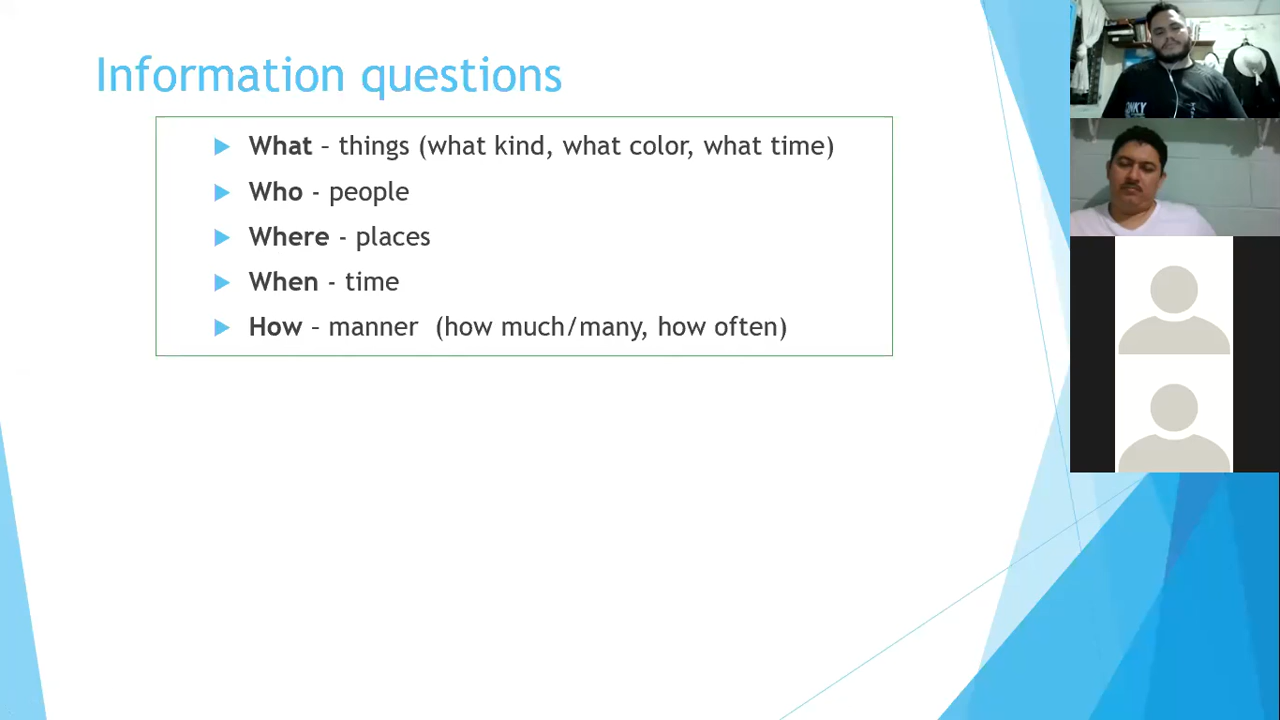 Information questions
What – things (what kind, what color, what time)
Who - people
Where - places
When - time
How – manner (how much/many, how often)